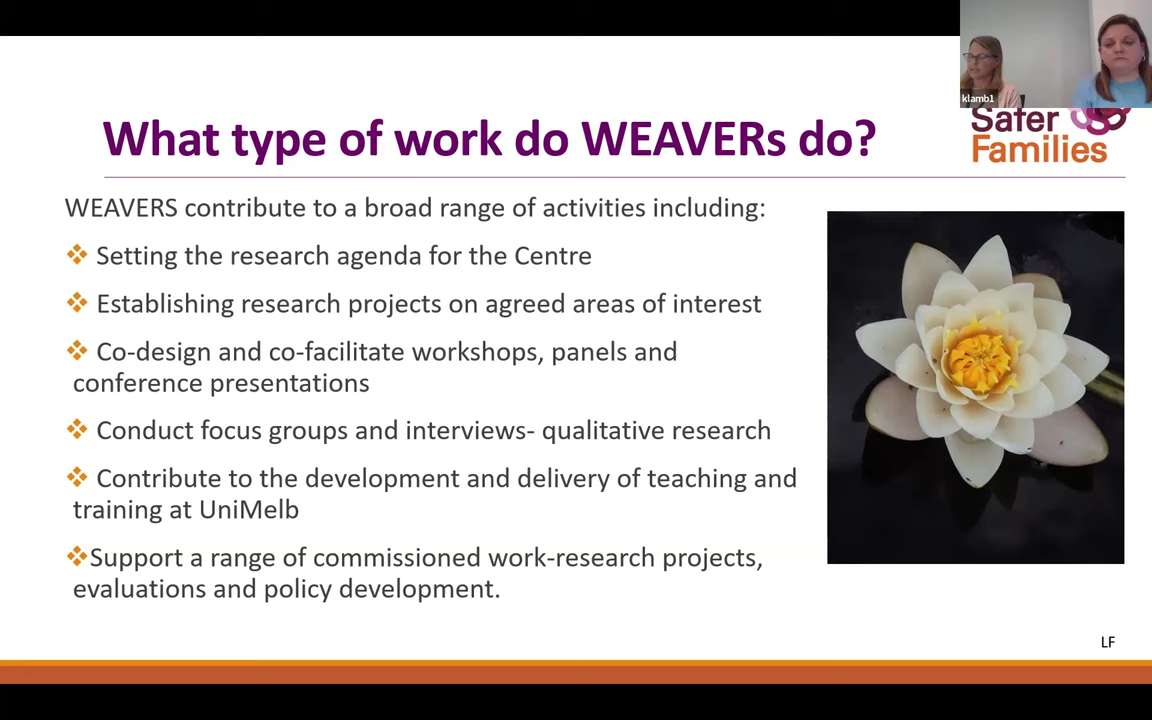 klamb1
What type of work do WEAVERs do?
Safer
Families
WEAVERS contribute to a broad range of activities including:
Setting the research agenda for the Centre
Establishing research projects on agreed areas of interest
Co-design and co-facilitate workshops, panels and
conference presentations
Conduct focus groups and interviews- qualitative research
Contribute to the development and delivery of teaching and
training at UniMelb
Support a range of commissioned work-research projects,
evaluations and policy development.
LF